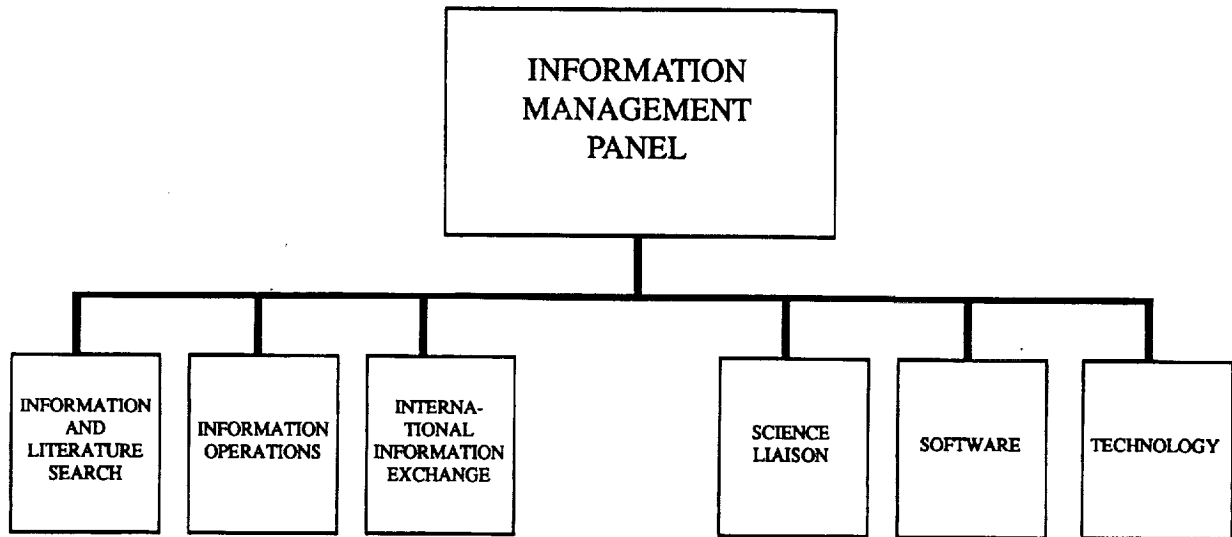 INFORMATION
MANAGEMENT
PANEL
INFORMATION
AND
LITERATURE
SEARCH
INFORMATION
OPERATIONS
INTERNA-
TIONAL
INFORMATION
EXCHANGE
SCIENCE
LIAISON
SOFTWARE
TECHNOLOGY